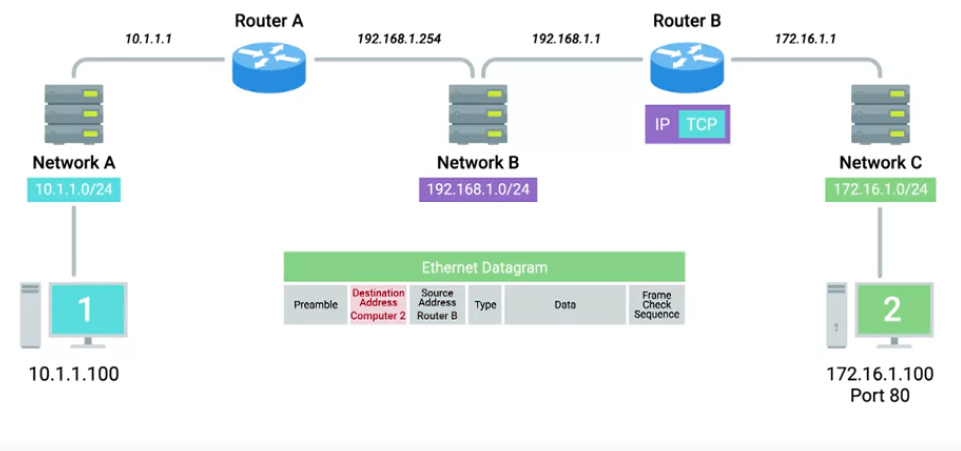 Router A
Router B
10.1.1.1
192.168.1.254
192.168.1.1
172.16.1.1
IP TCP
Network A
Network B
Network C
10.1.1.0/24
192.168.1.0/24
172.16.1.0/24
Ethernet Datagram
Preamble
Destination
Address
Computer 2
Source
Address
Router B
Type
Data
Frame
Check
Sequence
1
2
10.1.1.100
172.16.1.100
Port 80